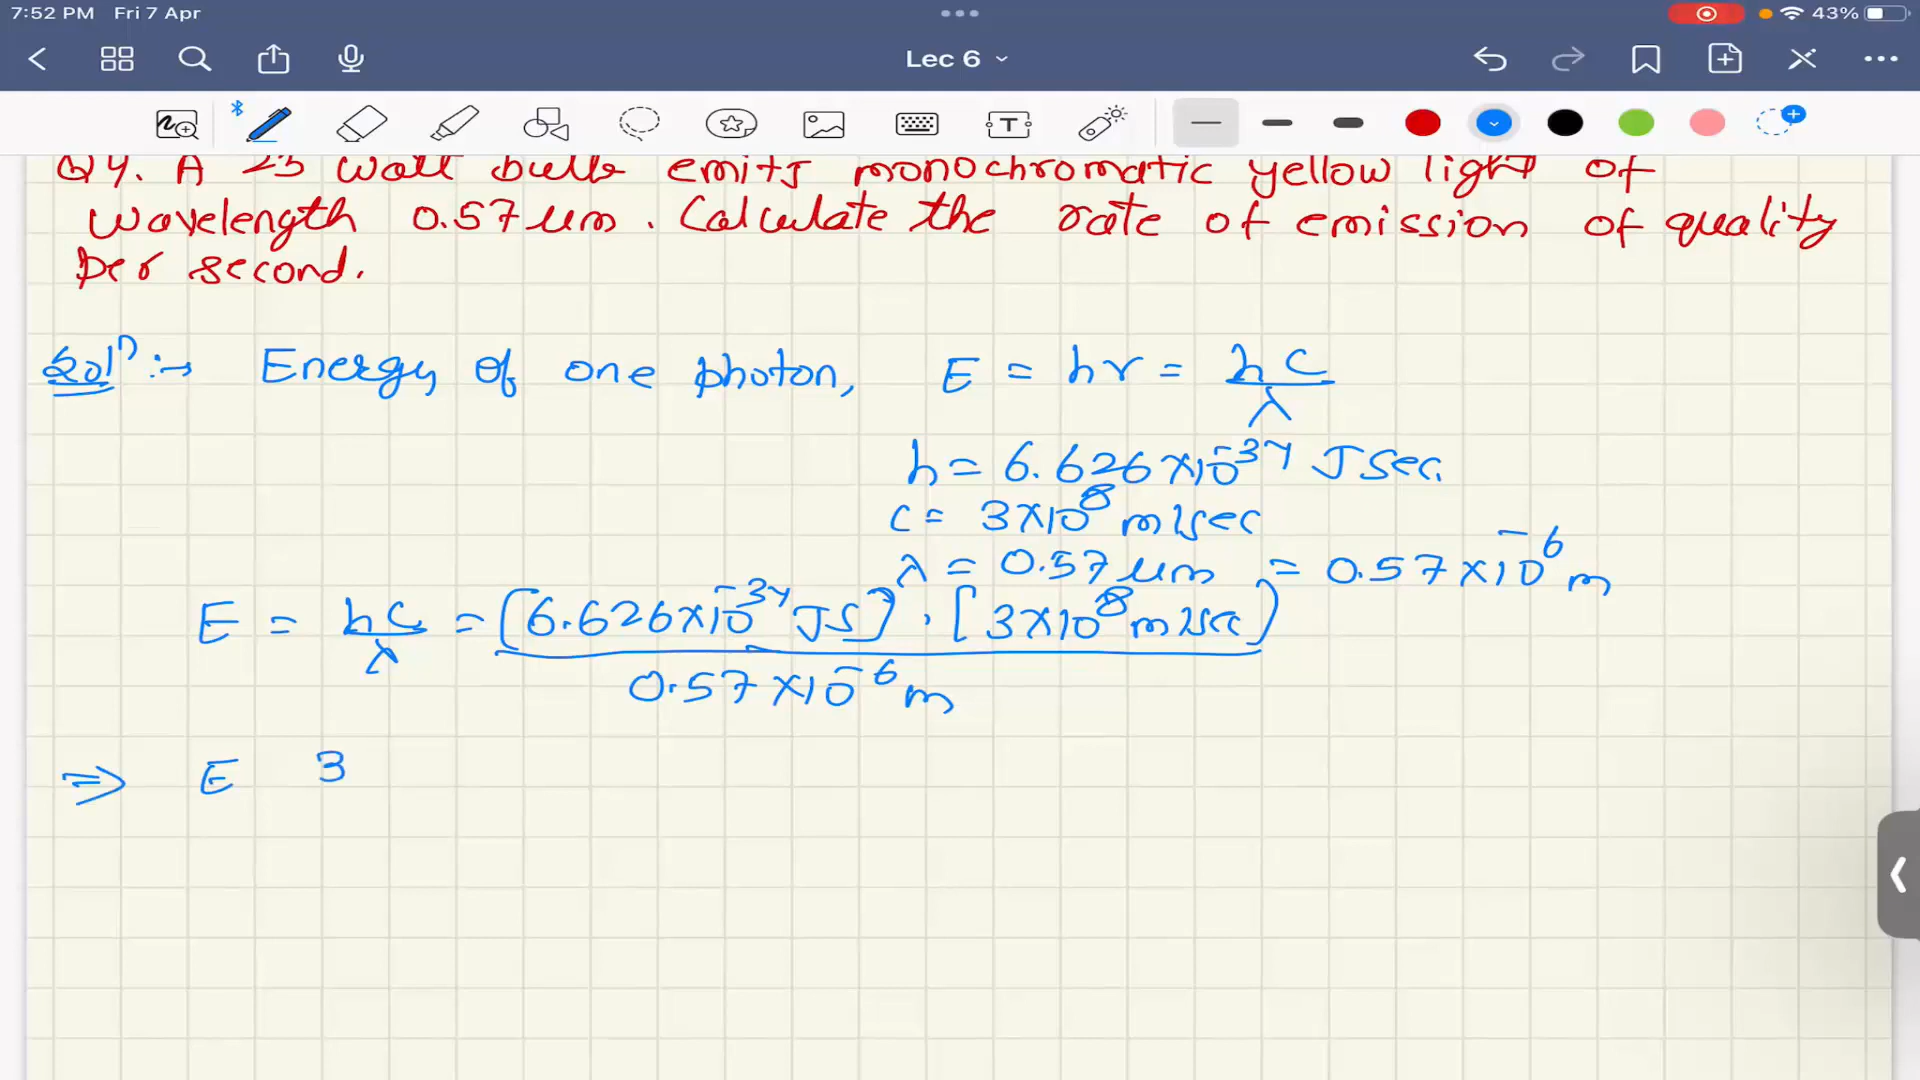 7:52 PM Fri 7 Apr 43%
Lec 6
Q4. A 25 watt bulb emits monochromatic yellow light of
wavelength 0.57 μm. Calculate the rate of emission of quality
per second.
Solⁿ :→ Energy of one photon, E = hν = hc/λ
h = 6.626×10⁻³⁴ J sec.
c = 3×10⁸ m/sec
λ = 0.57 μm = 0.57×10⁻⁶ m
E = hc/λ = [6.626×10⁻³⁴ JS] . [3×10⁸ m/sec] / 0.57×10⁻⁶ m
⇒ E 3